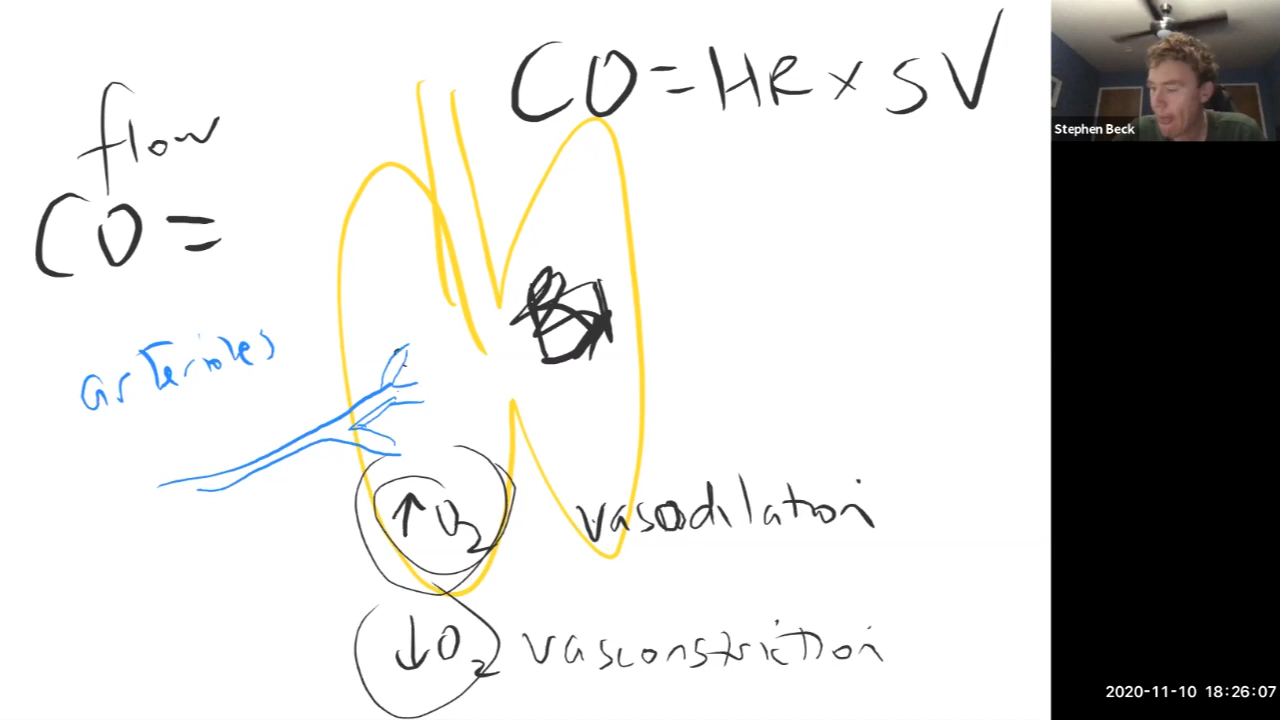 CO = HR x SV
Stephen Beck
flow
CO =
arterioles
↑ O2 vasodilation
↓ O2 vasconstriction
2020-11-10 18:26:07